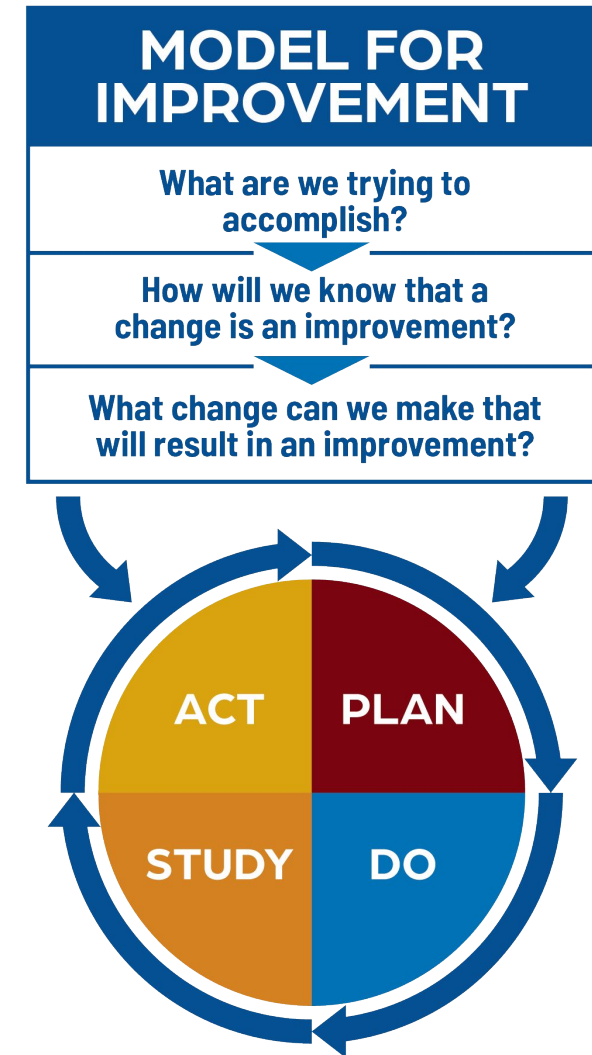 MODEL FOR
IMPROVEMENT
What are we trying to
accomplish?
How will we know that a
change is an improvement?
What change can we make that
will result in an improvement?
ACT
PLAN
STUDY
DO